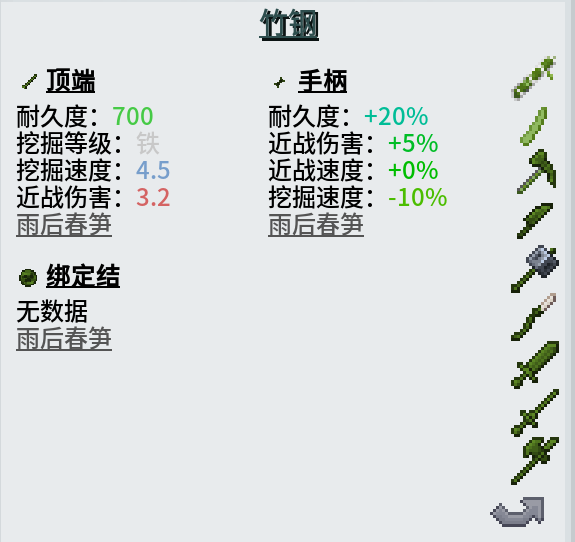 竹钢
顶端
耐久度：700
挖掘等级：铁
挖掘速度：4.5
近战伤害：3.2
雨后春笋
手柄
耐久度：+20%
近战伤害：+5%
近战速度：+0%
挖掘速度：-10%
雨后春笋
绑定结
无数据
雨后春笋